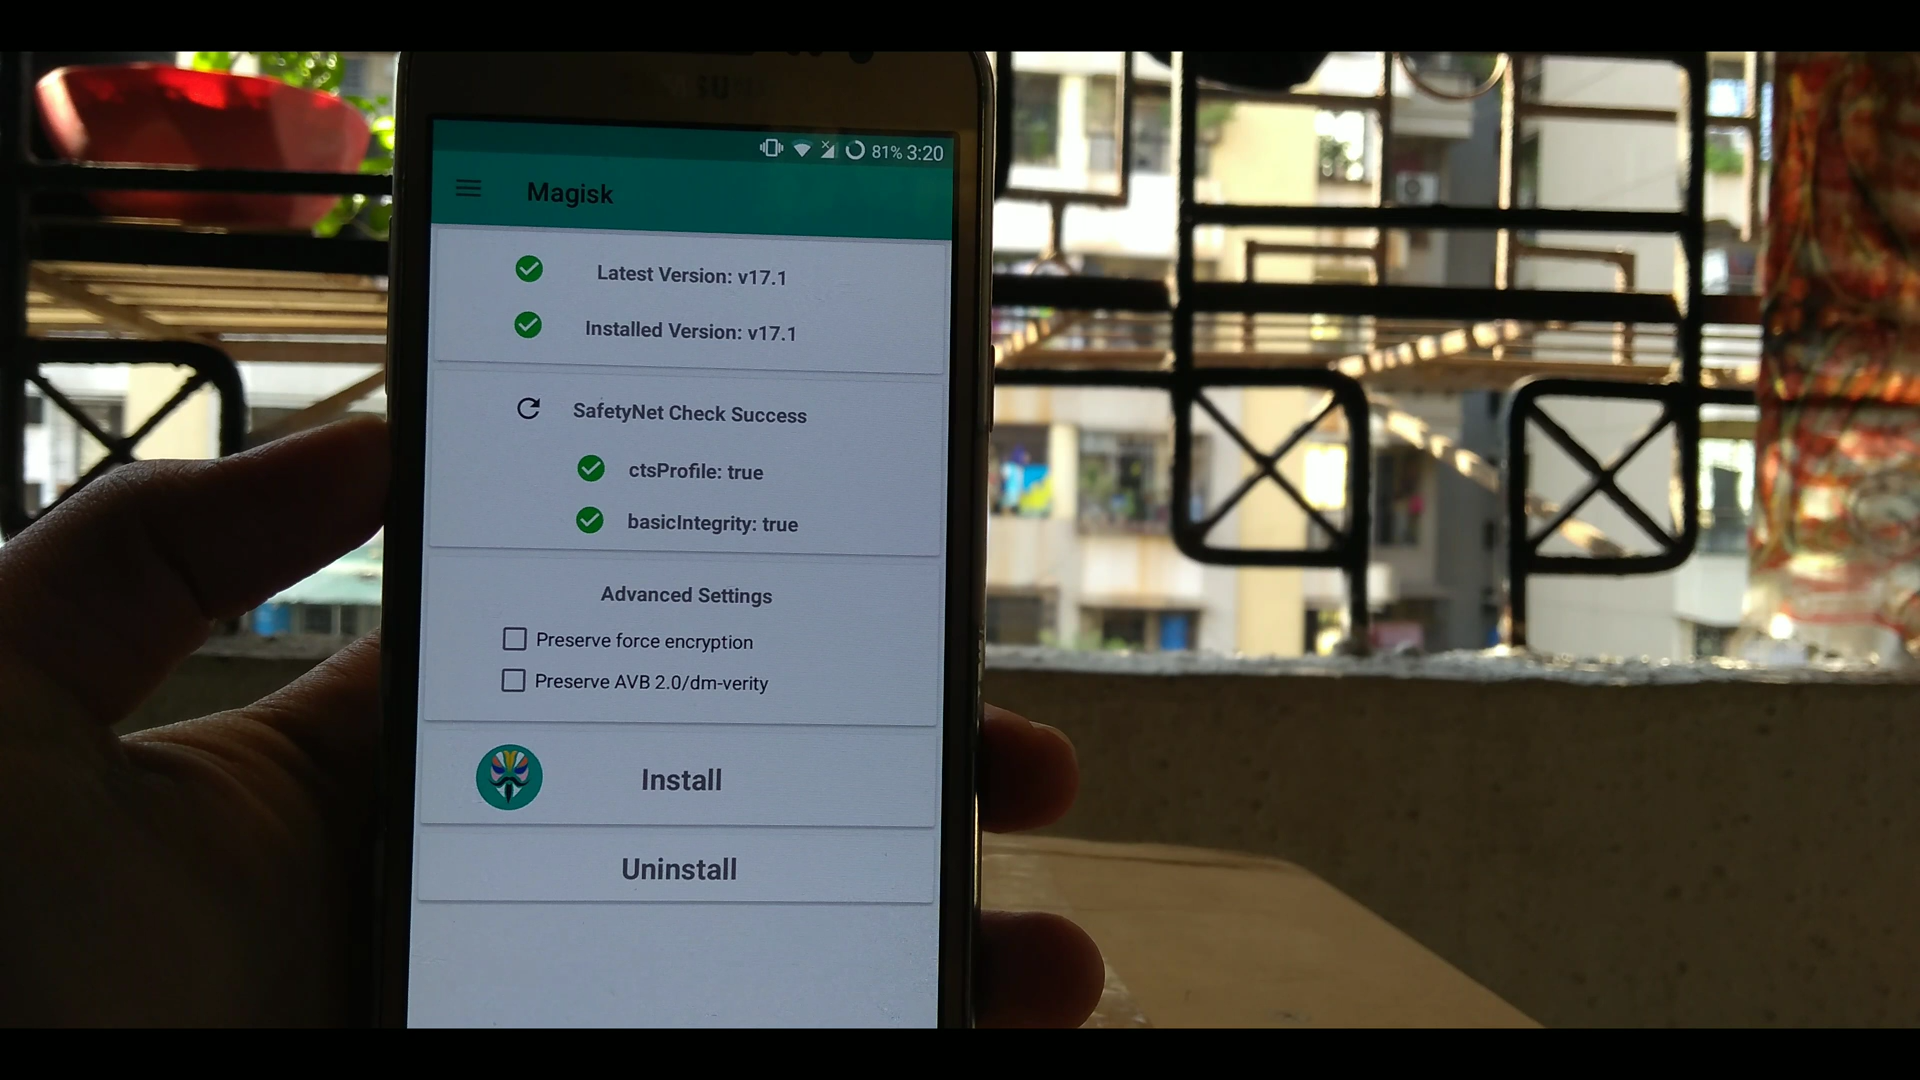 81% 3:20
Magisk
Latest Version: v17.1
Installed Version: v17.1
SafetyNet Check Success
ctsProfile: true
basicIntegrity: true
Advanced Settings
Preserve force encryption
Preserve AVB 2.0/dm-verity
Install
Uninstall